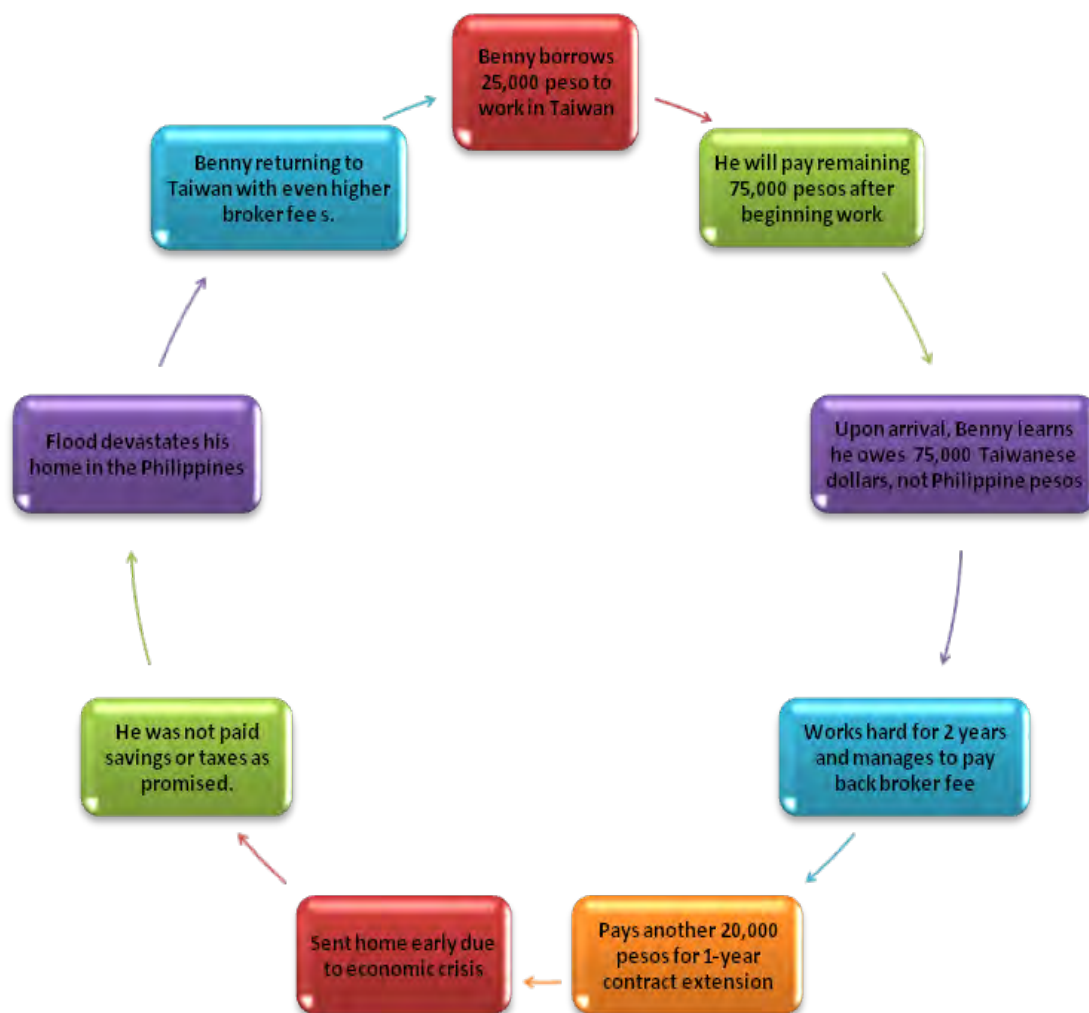 Benny borrows
25,000 peso to
work in Taiwan
He will pay remaining
75,000 pesos after
beginning work
Upon arrival, Benny learns
he owes 75,000 Taiwanese
dollars, not Philippine pesos
Works hard for 2 years
and manages to pay
back broker fee
Pays another 20,000
pesos for 1-year
contract extension
Sent home early due
to economic crisis
He was not paid
savings or taxes as
promised.
Flood devastates his
home in the Philippines
Benny returning to
Taiwan with even higher
broker fee s.